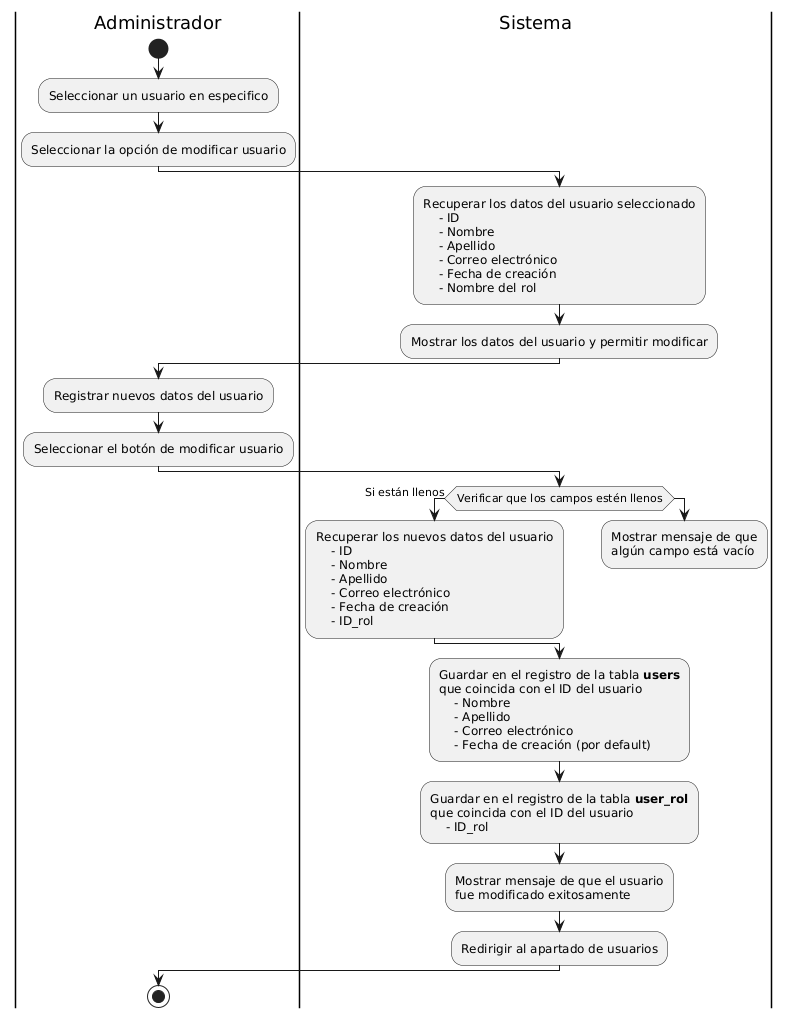 Administrador
Sistema
Seleccionar un usuario en especifico
Seleccionar la opción de modificar usuario
Recuperar los datos del usuario seleccionado
- ID
- Nombre
- Apellido
- Correo electrónico
- Fecha de creación
- Nombre del rol
Mostrar los datos del usuario y permitir modificar
Registrar nuevos datos del usuario
Seleccionar el botón de modificar usuario
Si están llenos
Verificar que los campos estén llenos
Recuperar los nuevos datos del usuario
- ID
- Nombre
- Apellido
- Correo electrónico
- Fecha de creación
- ID_rol
Mostrar mensaje de que
algún campo está vacío
Guardar en el registro de la tabla users
que coincida con el ID del usuario
- Nombre
- Apellido
- Correo electrónico
- Fecha de creación (por default)
Guardar en el registro de la tabla user_rol
que coincida con el ID del usuario
- ID_rol
Mostrar mensaje de que el usuario
fue modificado exitosamente
Redirigir al apartado de usuarios